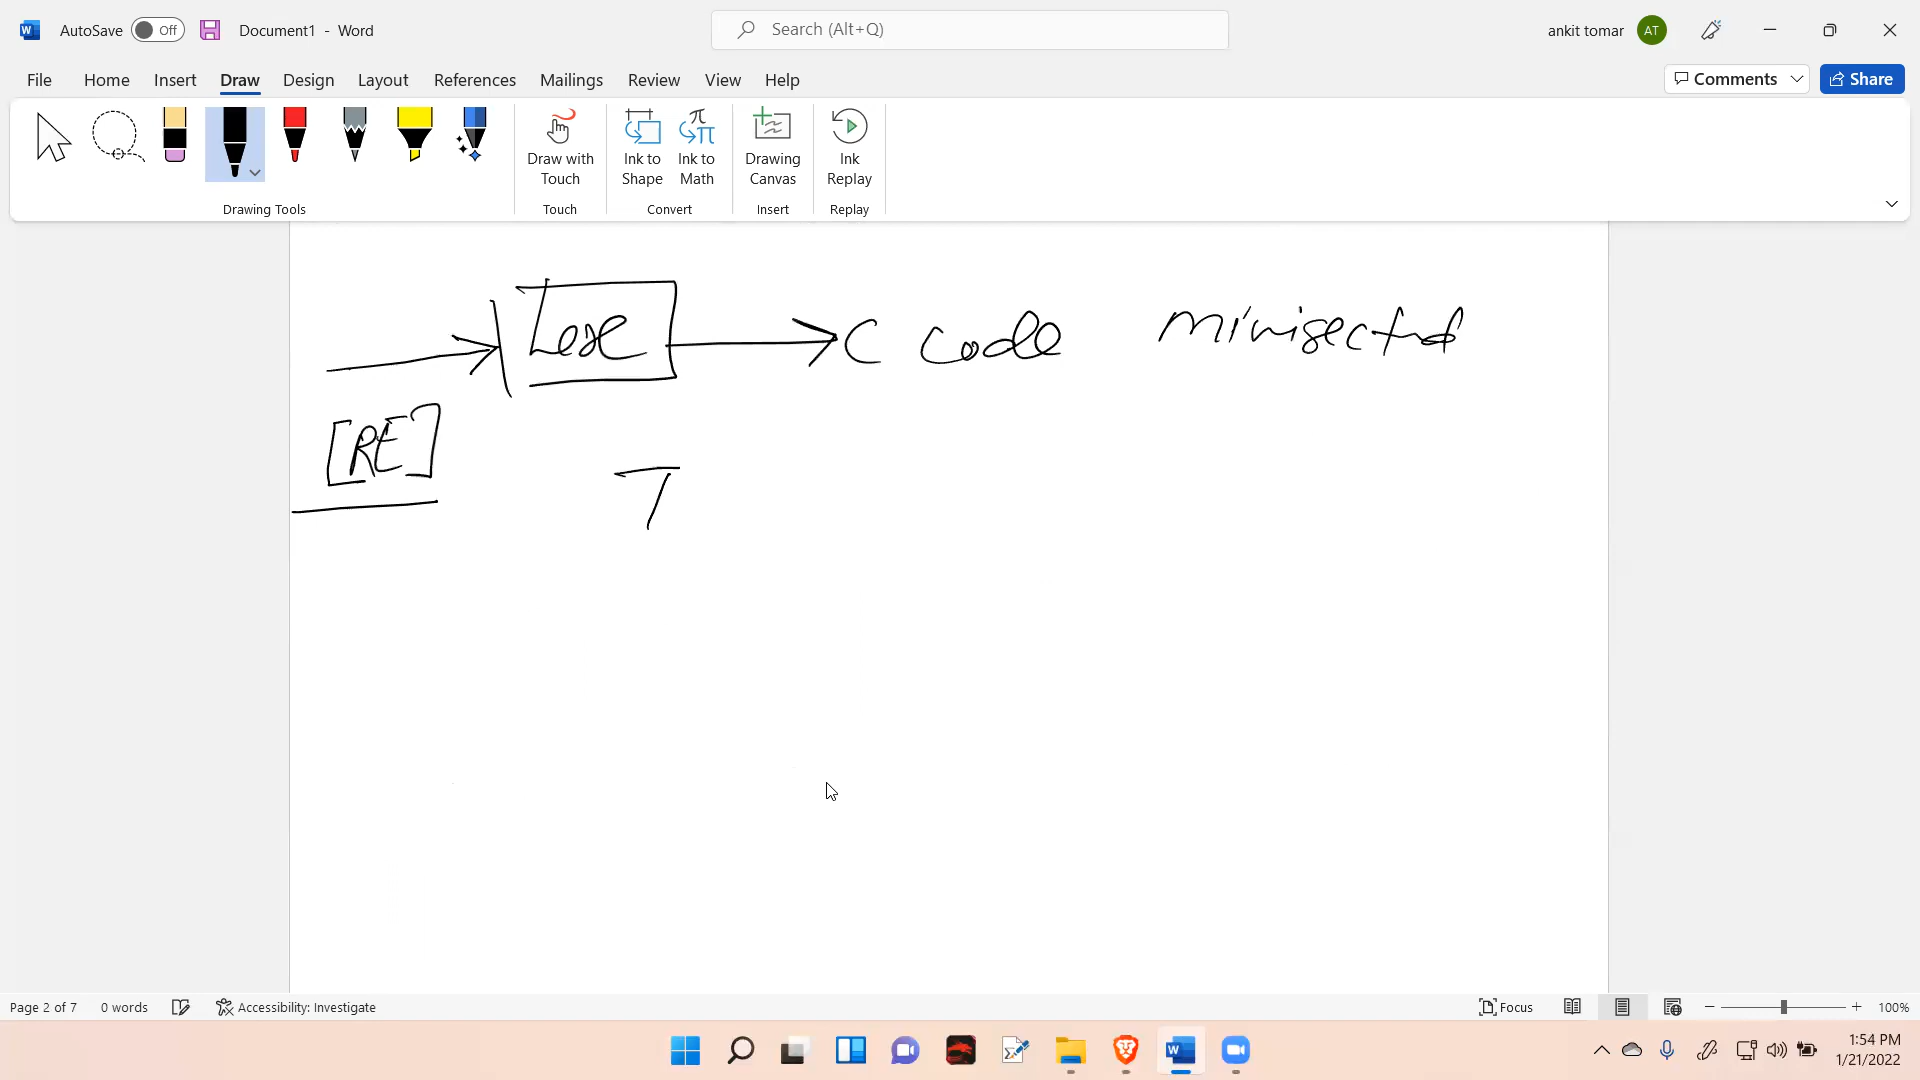 AutoSave Off Document1 - Word Search (Alt+Q) ankit tomar AT
File Home Insert Draw Design Layout References Mailings Review View Help Comments Share
Draw with Touch Ink to Shape Ink to Math Drawing Canvas Ink Replay
Drawing Tools Touch Convert Insert Replay
Lex C code
[RE]
T
Page 2 of 7 0 words Accessibility: Investigate Focus 100%
1:54 PM
1/21/2022